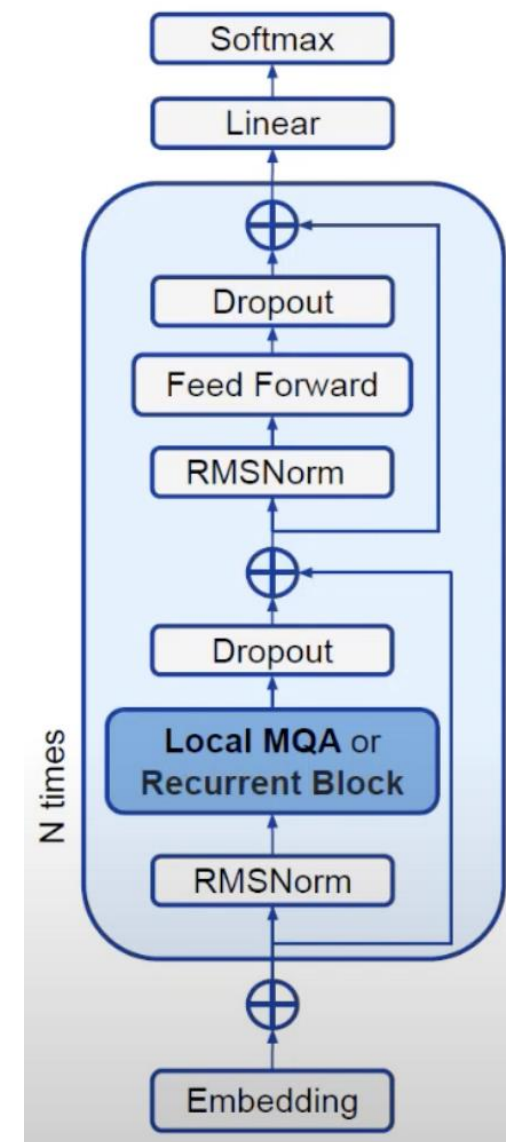 Softmax
Linear
Dropout
Feed Forward
RMSNorm
Dropout
Local MQA or
Recurrent Block
N times
RMSNorm
Embedding